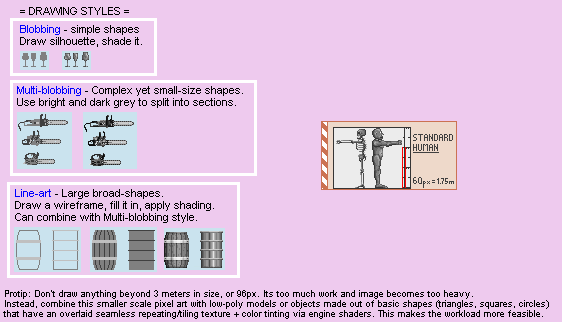 = DRAWING STYLES =
Blobbing - simple shapes
Draw silhouette, shade it.
Multi-blobbing - Complex yet small-size shapes.
Use bright and dark grey to split into sections.
STANDARD
HUMAN
60px = 1.75m
Line-art - Large broad-shapes.
Draw a wireframe, fill it in, apply shading.
Can combine with Multi-blobbing style.
Protip: Don't draw anything beyond 3 meters in size, or 96px. Its too much work and image becomes too heavy.
Instead, combine this smaller scale pixel art with low-poly models or objects made out of basic shapes (triangles, squares, circles)
that have an overlaid seamless repeating/tiling texture + color tinting via engine shaders. This makes the workload more feasible.